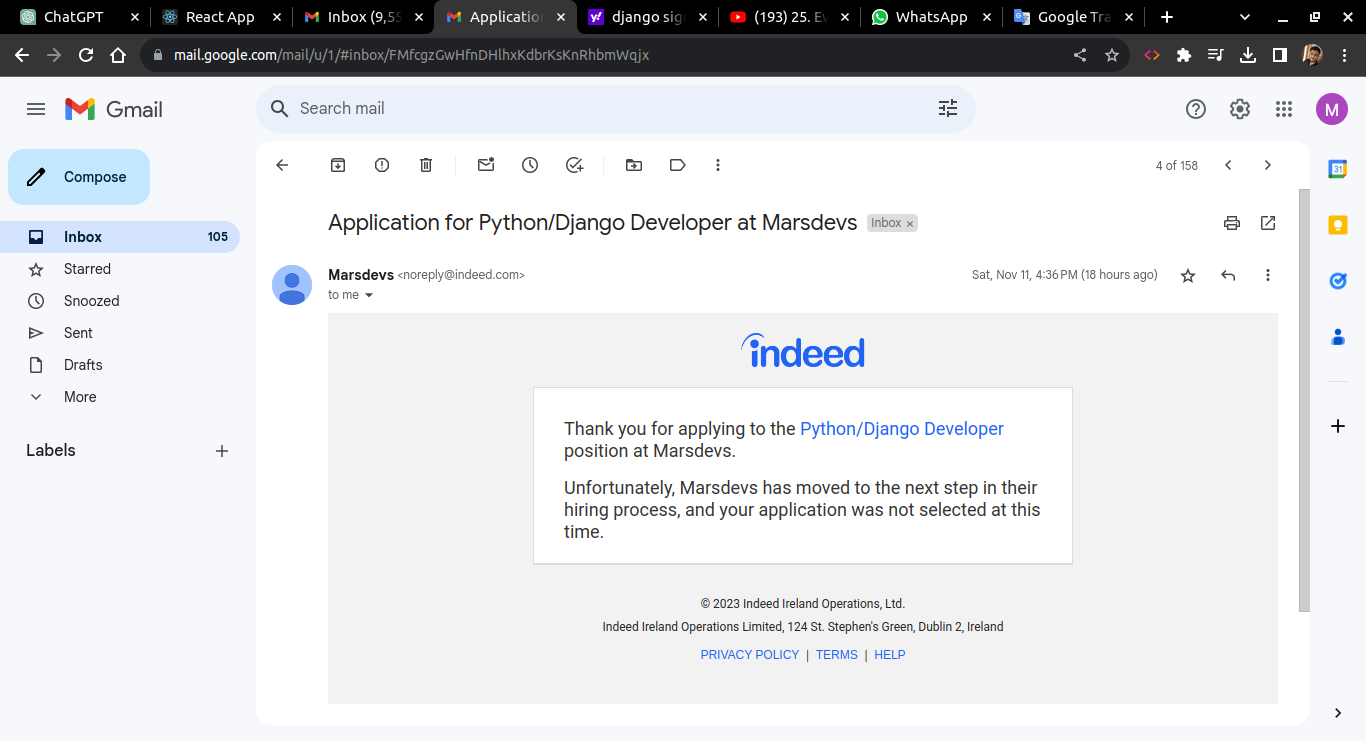 ChatGPT
React App
Inbox (9,55
Application
django sig
(193) 25. Ev
WhatsApp
Google Tra
mail.google.com/mail/u/1/#inbox/FMfcgzGwHfnDHlhxKdbrKsKnRhbmWqjx
Gmail
Search mail
M
Compose
4 of 158
31
Inbox 105
Starred
Snoozed
Sent
Drafts
More
Labels
Application for Python/Django Developer at Marsdevs Inbox ×
Marsdevs <noreply@indeed.com> Sat, Nov 11, 4:36 PM (18 hours ago)
to me
indeed
Thank you for applying to the Python/Django Developer
position at Marsdevs.
Unfortunately, Marsdevs has moved to the next step in their
hiring process, and your application was not selected at this
time.
© 2023 Indeed Ireland Operations, Ltd.
Indeed Ireland Operations Limited, 124 St. Stephen's Green, Dublin 2, Ireland
PRIVACY POLICY | TERMS | HELP